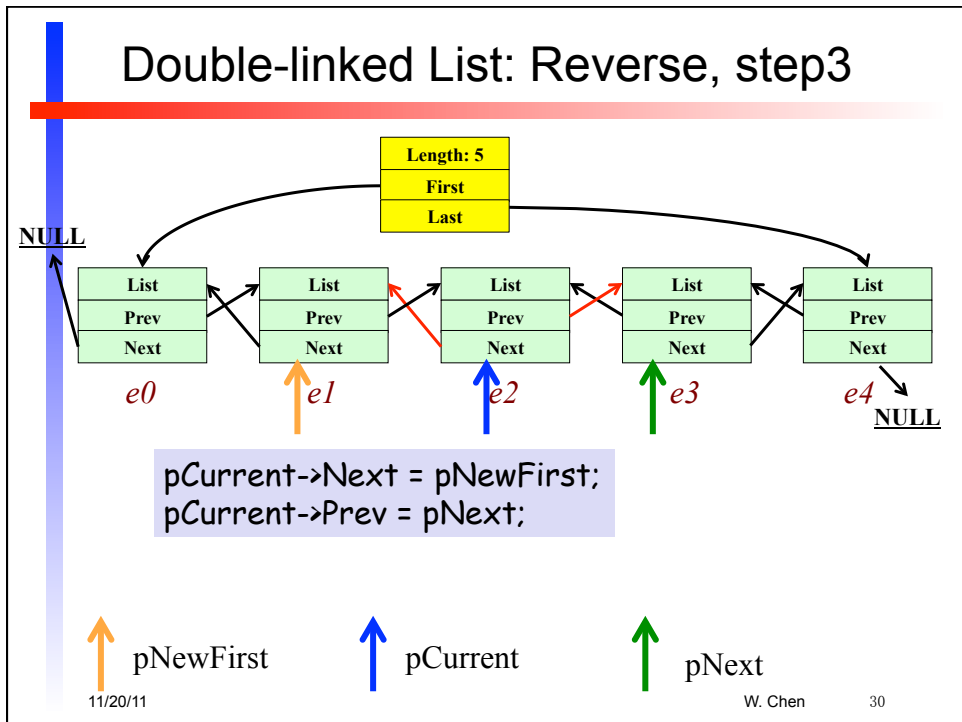 Double-linked List: Reverse, step3
Length: 5
First
Last
NULL
List
Prev
Next
List
Prev
Next
List
Prev
Next
List
Prev
Next
List
Prev
Next
e0
e1
e2
e3
e4
NULL
pCurrent->Next = pNewFirst;
pCurrent->Prev = pNext;
pNewFirst
pCurrent
pNext
11/20/11
W. Chen
30